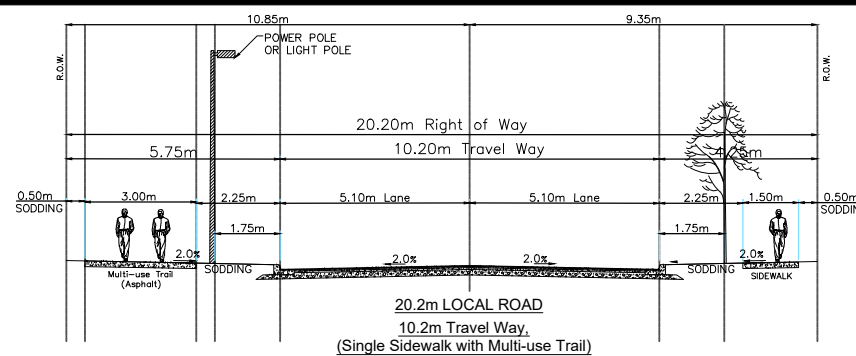 10.85m 9.35m
POWER POLE
OR LIGHT POLE
R.O.W. R.O.W.
20.20m Right of Way
5.75m 10.20m Travel Way
0.50m 3.00m 2.25m 5.10m Lane 5.10m Lane 2.25m 1.50m 0.50m
SODDING
1.75m 1.75m
2.0% 2.0% 2.0% 2.0%
SODDING SODDING
Multi-use Trail
(Asphalt)
SIDEWALK
20.2m LOCAL ROAD
10.2m Travel Way,
(Single Sidewalk with Multi-use Trail)